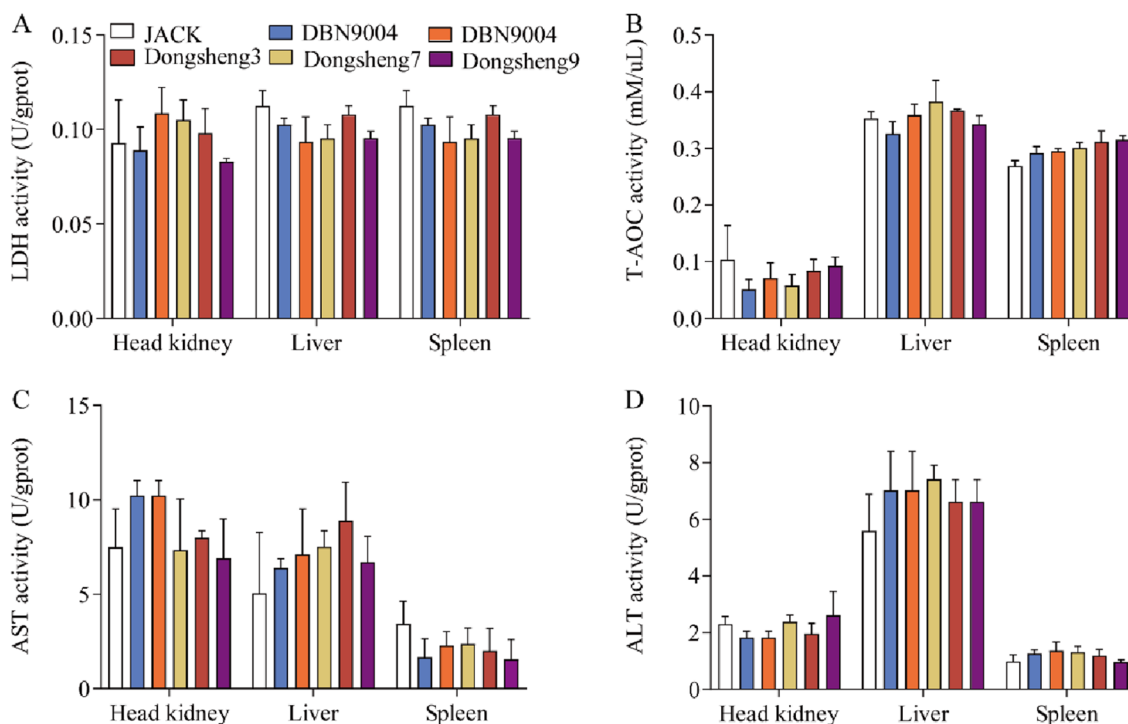 A
LDH activity (U/gprot)
0.15
0.10
0.05
0.00
JACK DBN9004 DBN9004
Dongsheng3 Dongsheng7 Dongsheng9
Head kidney Liver Spleen
B
T-AOC activity (mM/uL)
0.5
0.4
0.3
0.2
0.1
0.0
Head kidney Liver Spleen
C
AST activity (U/gprot)
15
10
5
0
Head kidney Liver Spleen
D
ALT activity (U/gprot)
10
8
6
4
2
0
Head kidney Liver Spleen